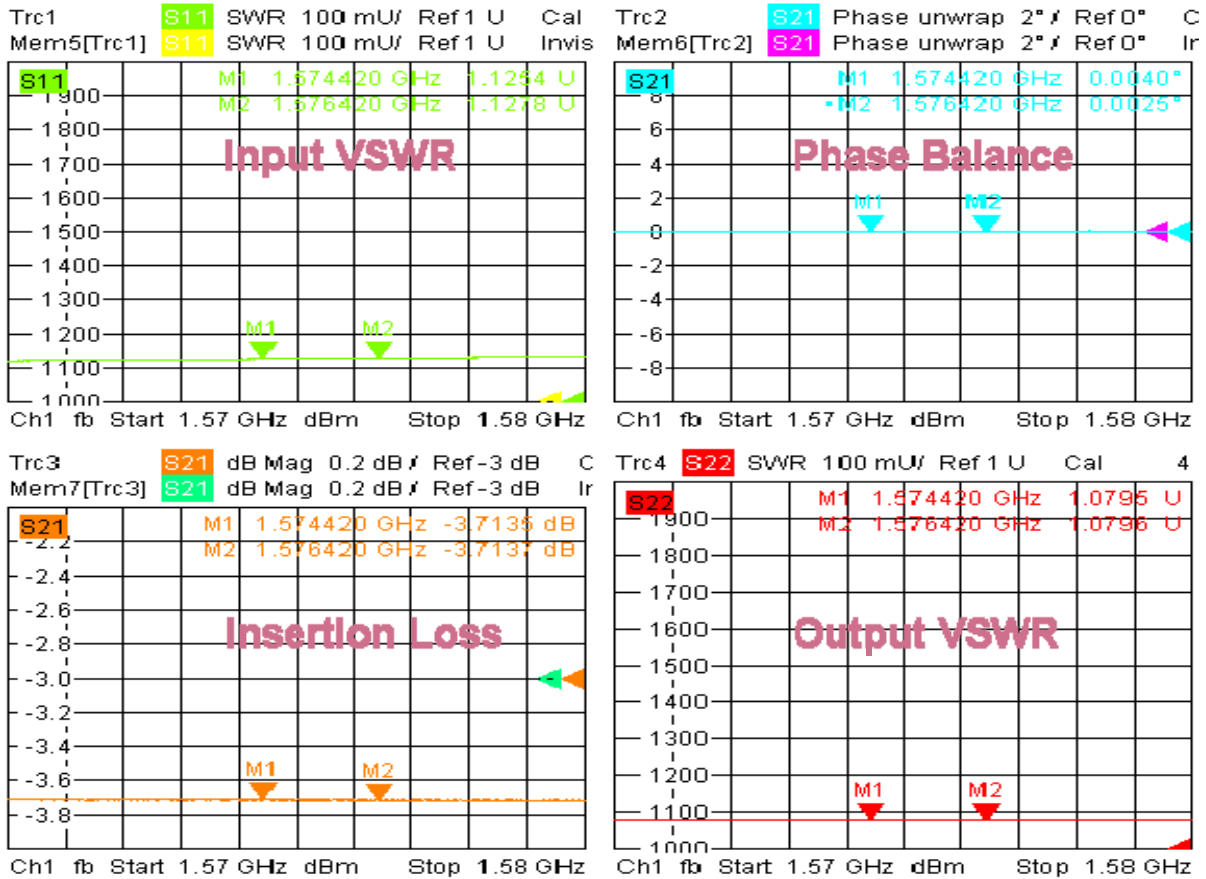 Trc1 S11 SWR 100 mU/ Ref 1 U Cal
Mem5[Trc1] S11 SWR 100 mU/ Ref 1 U Invis
S11
M1 1.574420 GHz 1.1254 U
M2 1.576420 GHz 1.1278 U
1900
1800
1700
1600
1500
1400
1300
1200
1100
1000
Input VSWR
M1 M2
Ch1 fb Start 1.57 GHz dBm Stop 1.58 GHz
Trc2 S21 Phase unwrap 2°/ Ref 0° C
Mem6[Trc2] S21 Phase unwrap 2°/ Ref 0° Ir
S21
M1 1.574420 GHz 0.0040°
•M2 1.576420 GHz 0.0025°
8
6
4
2
0
-2
-4
-6
-8
Phase Balance
M1 M2
Ch1 fb Start 1.57 GHz dBm Stop 1.58 GHz
Trc3 S21 dB Mag 0.2 dB/ Ref -3 dB C
Mem7[Trc3] S21 dB Mag 0.2 dB/ Ref -3 dB Ir
S21
M1 1.574420 GHz -3.7135 dB
M2 1.576420 GHz -3.7137 dB
-2.2
-2.4
-2.6
-2.8
-3.0
-3.2
-3.4
-3.6
-3.8
Insertion Loss
M1 M2
Ch1 fb Start 1.57 GHz dBm Stop 1.58 GHz
Trc4 S22 SWR 100 mU/ Ref 1 U Cal 4
S22
M1 1.574420 GHz 1.0795 U
M2 1.576420 GHz 1.0796 U
1900
1800
1700
1600
1500
1400
1300
1200
1100
1000
Output VSWR
M1 M2
Ch1 fb Start 1.57 GHz dBm Stop 1.58 GHz